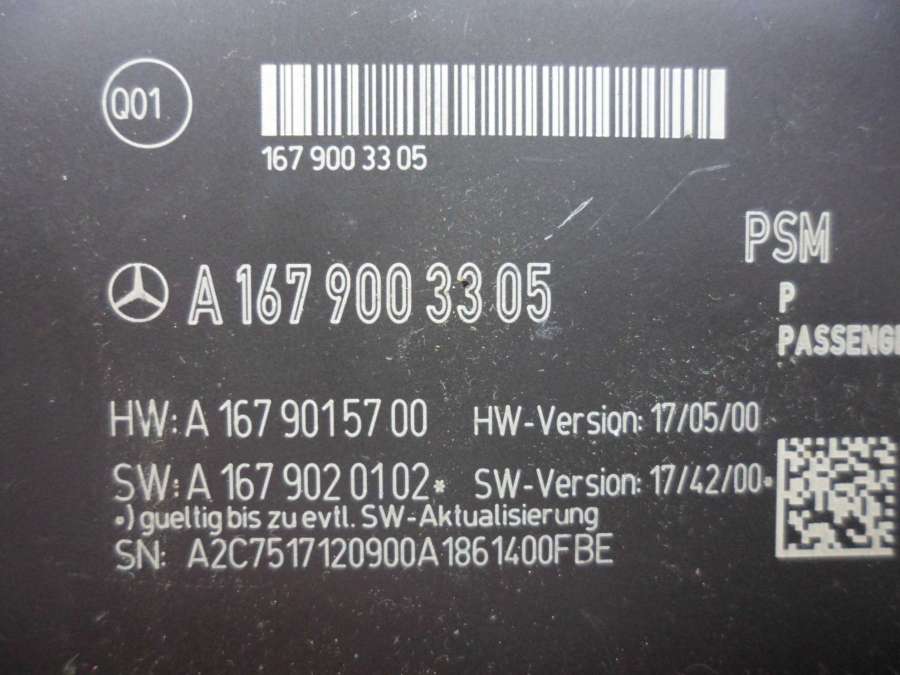 Q01
167 900 33 05
PSM
A 167 900 33 05
P
PASSENGE
HW: A 167 901 57 00 HW-Version: 17/05/00
SW: A 167 902 01 02* SW-Version: 17/42/00*
*) gueltig bis zu evtl. SW-Aktualisierung
SN: A2C7517120900A1861400FBE